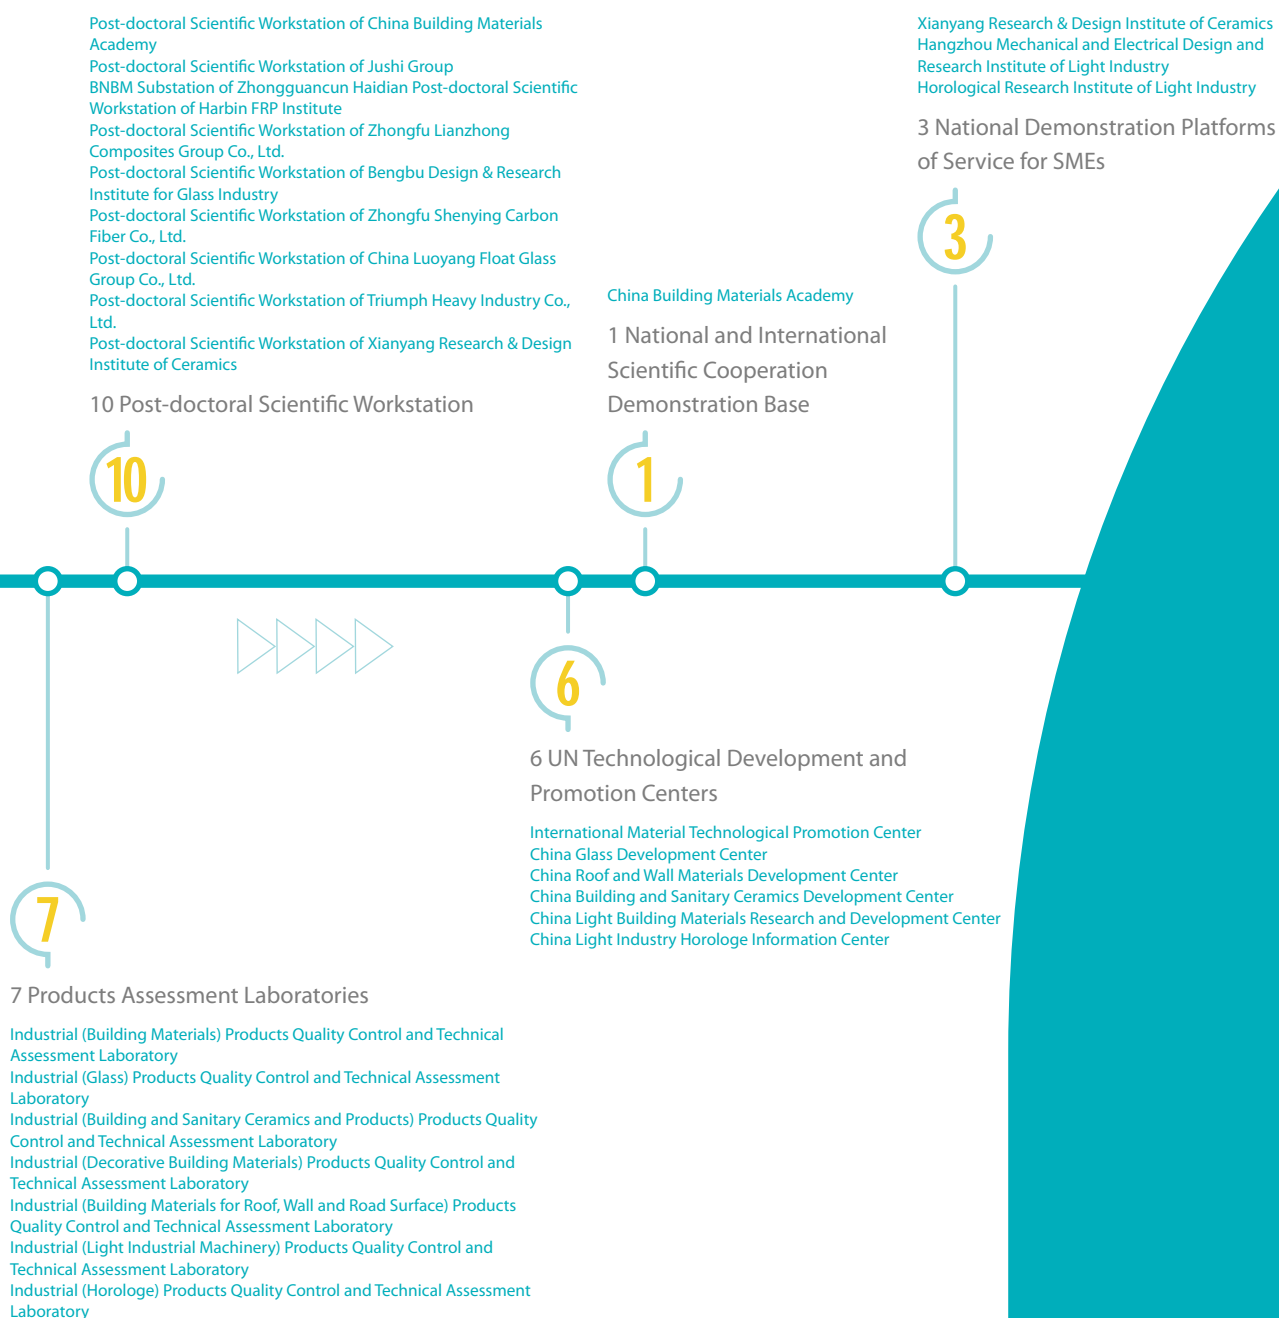 Post-doctoral Scientific Workstation of China Building Materials
Academy
Post-doctoral Scientific Workstation of Jushi Group
BNBM Substation of Zhongguancun Haidian Post-doctoral Scientific
Workstation of Harbin FRP Institute
Post-doctoral Scientific Workstation of Zhongfu Lianzhong
Composites Group Co., Ltd.
Post-doctoral Scientific Workstation of Bengbu Design & Research
Institute for Glass Industry
Post-doctoral Scientific Workstation of Zhongfu Shenying Carbon
Fiber Co., Ltd.
Post-doctoral Scientific Workstation of China Luoyang Float Glass
Group Co., Ltd.
Post-doctoral Scientific Workstation of Triumph Heavy Industry Co.,
Ltd.
Post-doctoral Scientific Workstation of Xianyang Research & Design
Institute of Ceramics
10 Post-doctoral Scientific Workstation
10
China Building Materials Academy
1 National and International
Scientific Cooperation
Demonstration Base
1
Xianyang Research & Design Institute of Ceramics
Hangzhou Mechanical and Electrical Design and
Research Institute of Light Industry
Horological Research Institute of Light Industry
3 National Demonstration Platforms
of Service for SMEs
3
6
6 UN Technological Development and
Promotion Centers
International Material Technological Promotion Center
China Glass Development Center
China Roof and Wall Materials Development Center
China Building and Sanitary Ceramics Development Center
China Light Building Materials Research and Development Center
China Light Industry Horologe Information Center
7
7 Products Assessment Laboratories
Industrial (Building Materials) Products Quality Control and Technical
Assessment Laboratory
Industrial (Glass) Products Quality Control and Technical Assessment
Laboratory
Industrial (Building and Sanitary Ceramics and Products) Products Quality
Control and Technical Assessment Laboratory
Industrial (Decorative Building Materials) Products Quality Control and
Technical Assessment Laboratory
Industrial (Building Materials for Roof, Wall and Road Surface) Products
Quality Control and Technical Assessment Laboratory
Industrial (Light Industrial Machinery) Products Quality Control and
Technical Assessment Laboratory
Industrial (Horologe) Products Quality Control and Technical Assessment
Laboratory